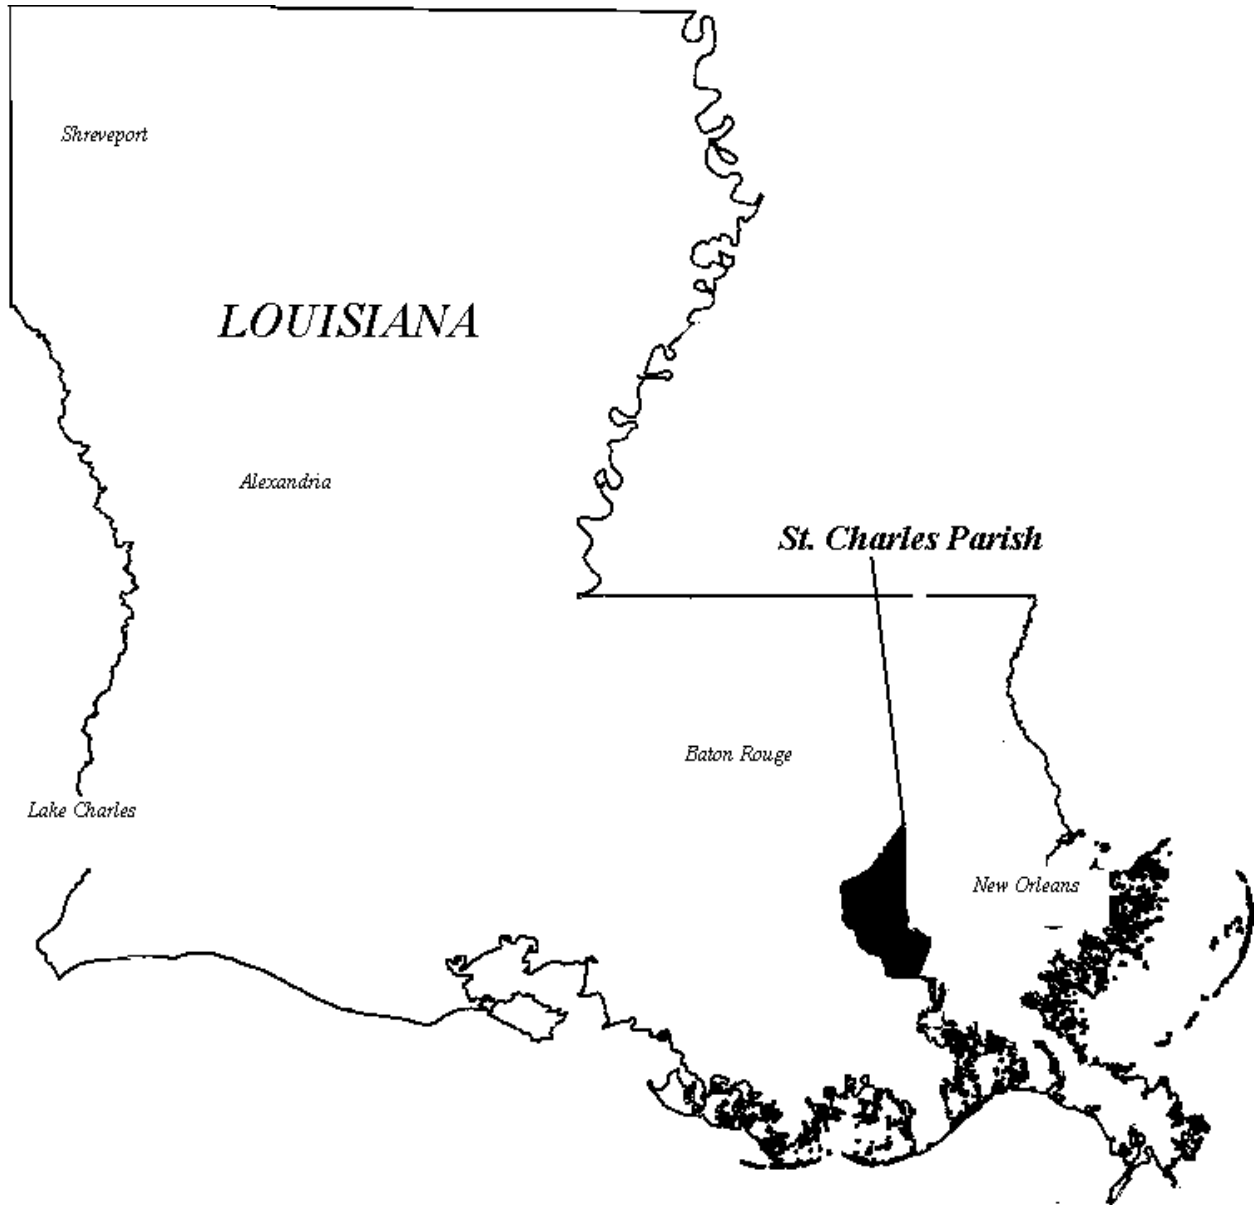 Shreveport
LOUISIANA
Alexandria
St. Charles Parish
Baton Rouge
Lake Charles
New Orleans